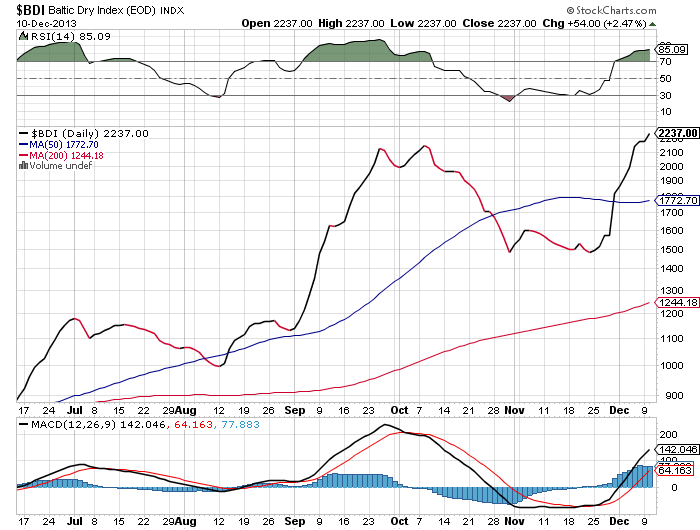 $BDI Baltic Dry Index (EOD) INDX © StockCharts.com
10-Dec-2013 Open 2237.00 High 2237.00 Low 2237.00 Close 2237.00 Chg +54.00 (+2.47%)
RSI(14) 85.09
90
85.09
70
50
30
10
$BDI (Daily) 2237.00
MA(50) 1772.70
MA(200) 1244.18
Volume undef
2237.00
2200
2100
2000
1900
1800
1772.70
1700
1600
1500
1400
1300
1244.18
1200
1100
1000
900
17 24 Jul 8 15 22 29 Aug 12 19 26 Sep 9 16 23 Oct 7 14 21 28 Nov 11 18 25 Dec 9
MACD(12,26,9) 142.046, 64.163, 77.883
200
142.046
64.163
0
17 24 Jul 8 15 22 29 Aug 12 19 26 Sep 9 16 23 Oct 7 14 21 28 Nov 11 18 25 Dec 9